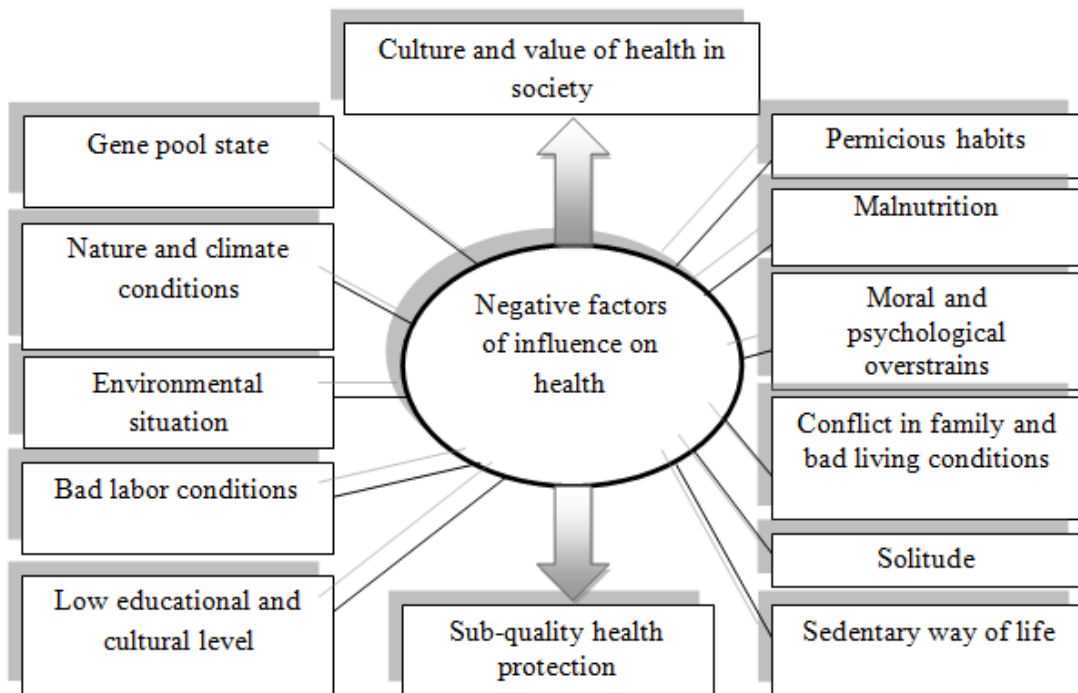 Culture and value of health in
society
Gene pool state
Nature and climate
conditions
Environmental
situation
Bad labor conditions
Low educational and
cultural level
Negative factors
of influence on
health
Sub-quality health
protection
Pernicious habits
Malnutrition
Moral and
psychological
overstrains
Conflict in family and
bad living conditions
Solitude
Sedentary way of life